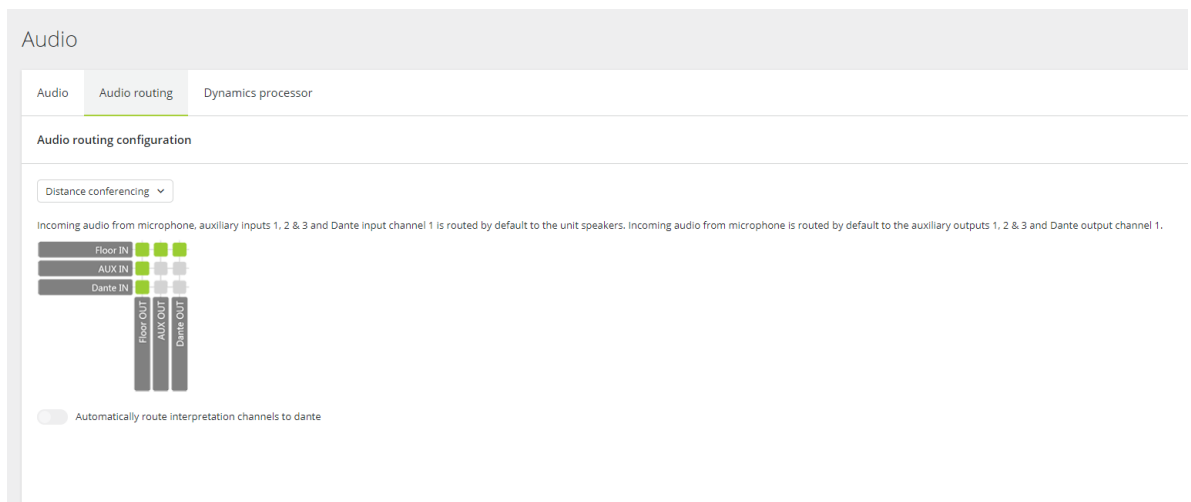 Audio
Audio Audio routing Dynamics processor
Audio routing configuration
Distance conferencing
Incoming audio from microphone, auxiliary inputs 1, 2 & 3 and Dante input channel 1 is routed by default to the unit speakers. Incoming audio from microphone is routed by default to the auxiliary outputs 1, 2 & 3 and Dante output channel 1.
Floor IN
AUX IN
Dante IN
Floor OUT
AUX OUT
Dante OUT
Automatically route interpretation channels to dante